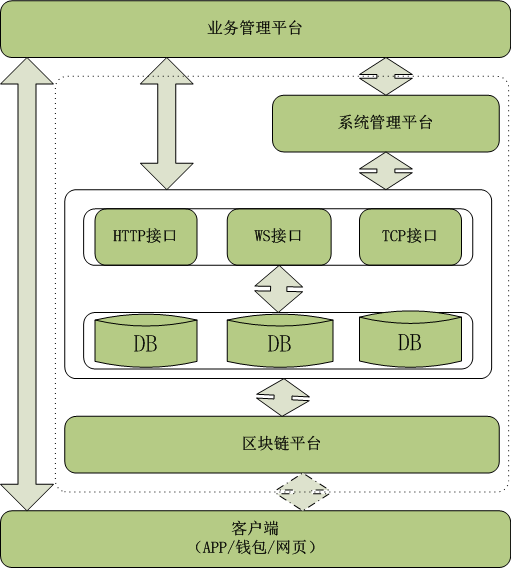 业务管理平台
系统管理平台
HTTP接口
WS接口
TCP接口
DB
DB
DB
区块链平台
客户端
（APP/钱包/网页）